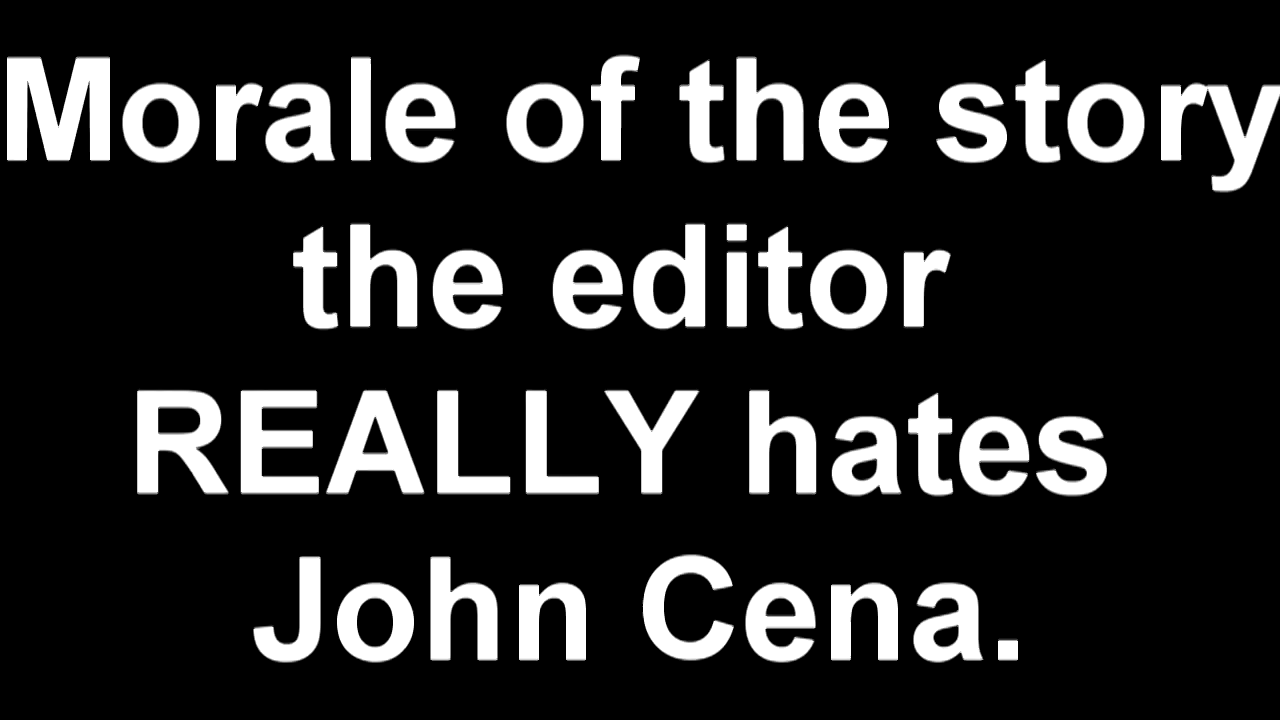 Morale of the story
the editor
REALLY hates
John Cena.